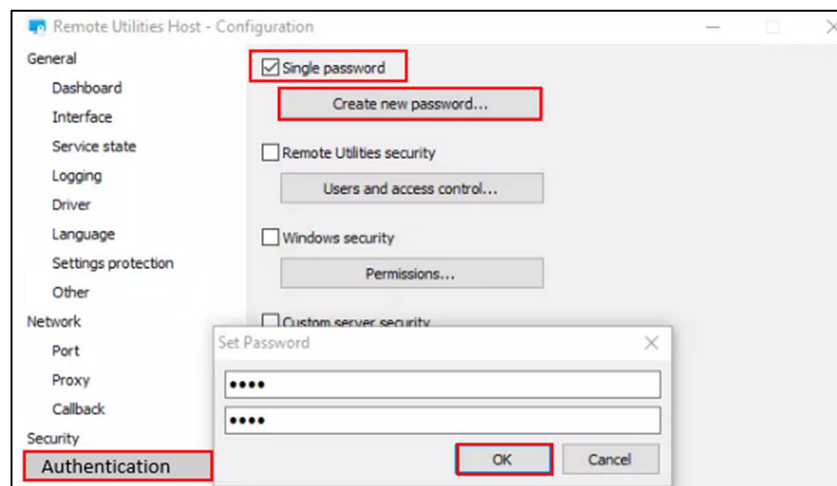 Remote Utilities Host - Configuration
General
Dashboard
Interface
Service state
Logging
Driver
Language
Settings protection
Other
Network
Port
Proxy
Callback
Security
Authentication
Single password
Create new password...
Remote Utilities security
Users and access control...
Windows security
Permissions...
Custom server security
Set Password
••••
••••
OK
Cancel